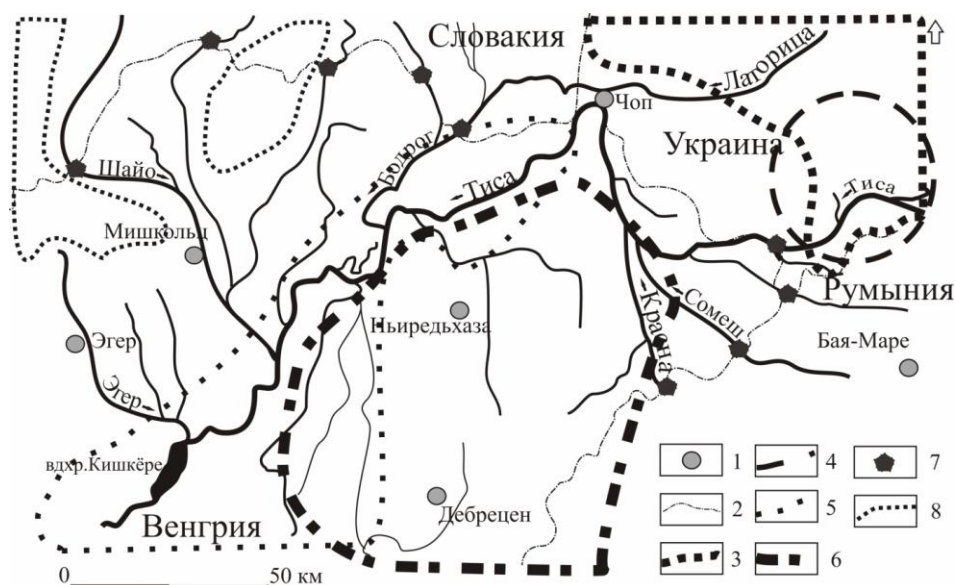 Словакия
Латорица
Чоп
Украина
Бодрог
Тиса
Тиса
Шайо
Мишкольд
Румыния
Сомеш
Красна
Ньиредьхаза
Бая-Маре
Эгер
Эгер
вдхр.Кишкёре
Дебрецен
Венгрия
0 50 км
1 4 7
2 5 8
3 6